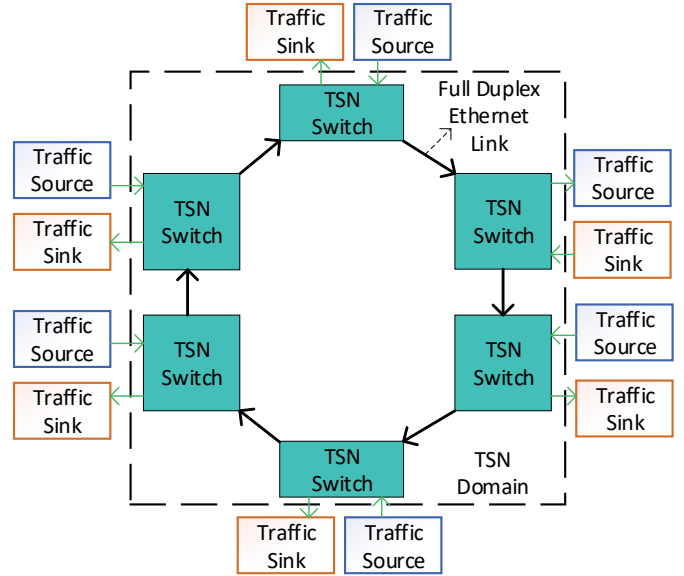 Traffic
Sink
Traffic
Source
TSN
Switch
Full Duplex
Ethernet
Link
Traffic
Source
Traffic
Sink
TSN
Switch
TSN
Switch
Traffic
Source
Traffic
Sink
Traffic
Source
Traffic
Sink
TSN
Switch
TSN
Switch
Traffic
Source
Traffic
Sink
TSN
Switch
TSN
Domain
Traffic
Sink
Traffic
Source